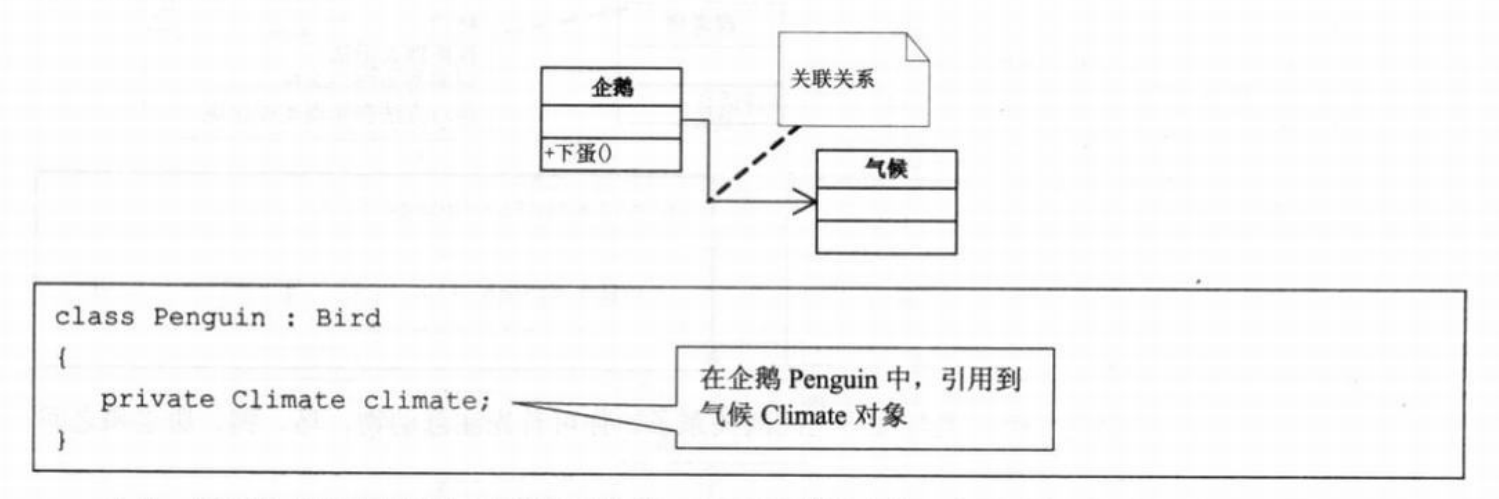 企鹅
+下蛋()
关联关系
气候
class Penguin : Bird
{
private Climate climate;
}
在企鹅 Penguin 中，引用到
气候 Climate 对象